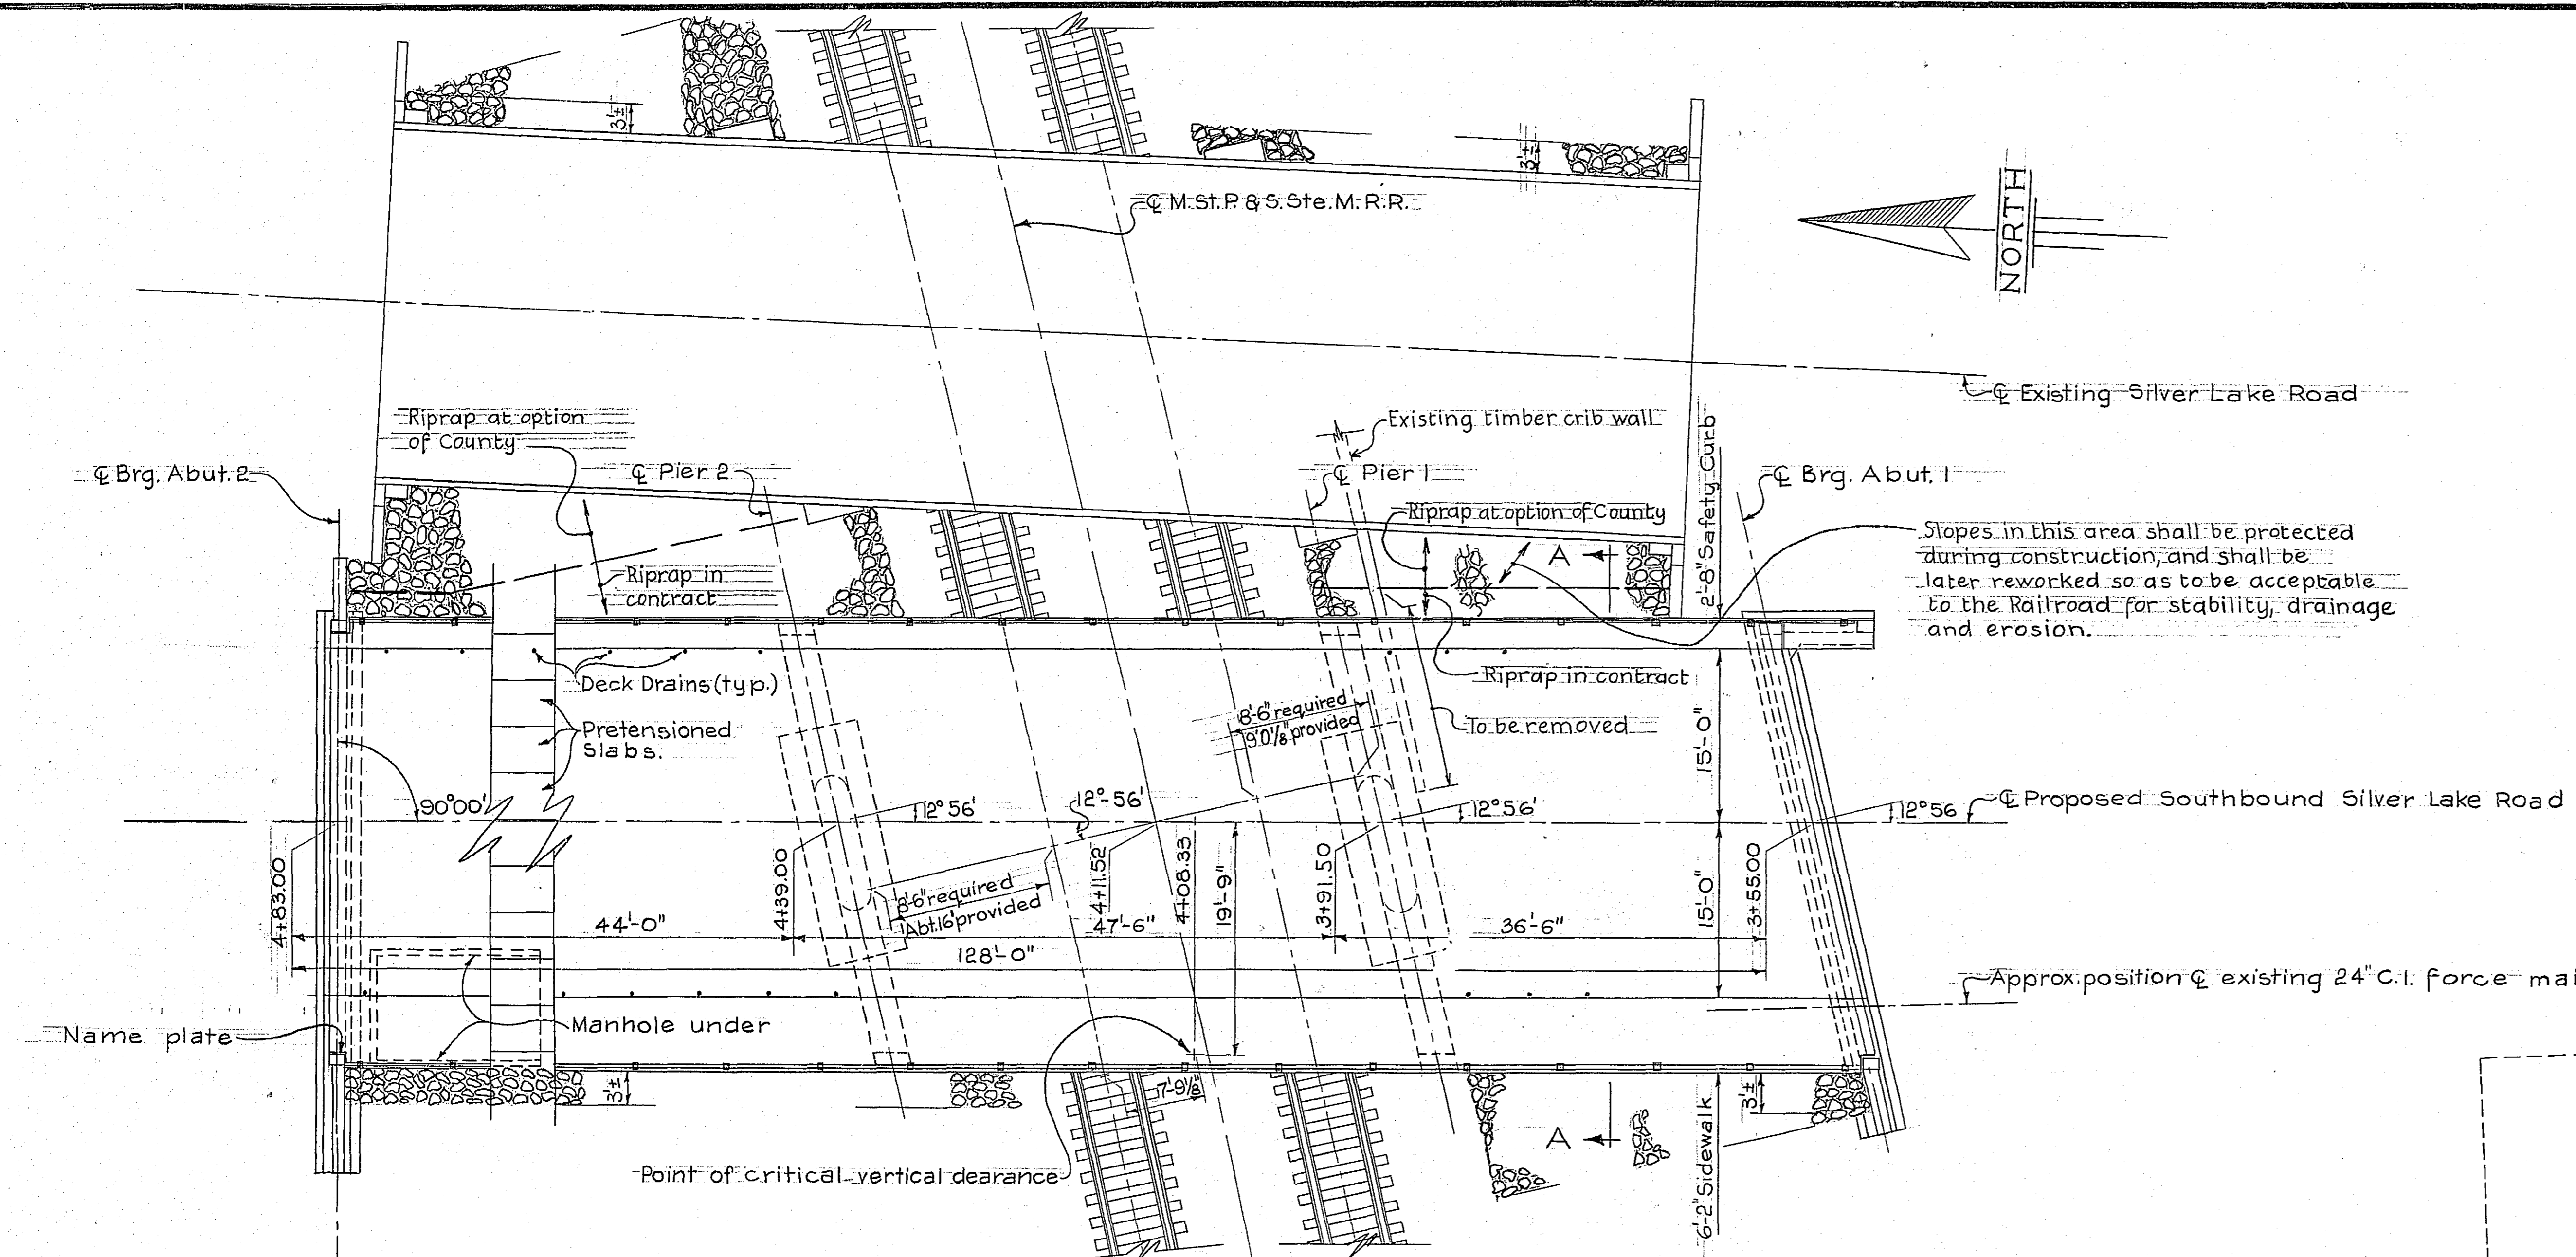 3'±
3'±
℄ M.St.P. & S.Ste.M.R.R.
NORTH
℄ Existing Silver Lake Road
Riprap at option
of County
Existing timber crib wall
℄ Brg. Abut. 2
℄ Pier 2
℄ Pier 1
2'-8" Safety Curb
℄ Brg. Abut. 1
Riprap at option of County
A
Slopes in this area shall be protected
during construction, and shall be
later reworked so as to be acceptable
to the Railroad for stability, drainage
and erosion.
Riprap in
contract
Deck Drains (typ.)
Riprap in contract
8'-6" required
9'0⅛" provided
To be removed
Pretensioned
Slabs.
15'-0"
90°00'
12°56'
12°-56'
12°56'
12°56
℄ Proposed Southbound Silver Lake Road
4+83.00
4+39.00
8'-6" required
Abt.16' provided
4+11.52
4+08.33
19'-9"
3+91.50
15'-0"
3+55.00
44'-0"
47'-6"
36'-6"
128'-0"
Approx. position ℄ existing 24" C.I. force mai
Name plate
Manhole under
3'±
7'-9⅛"
3'±
A
6'-2" Sidewalk
Point of critical vertical clearance